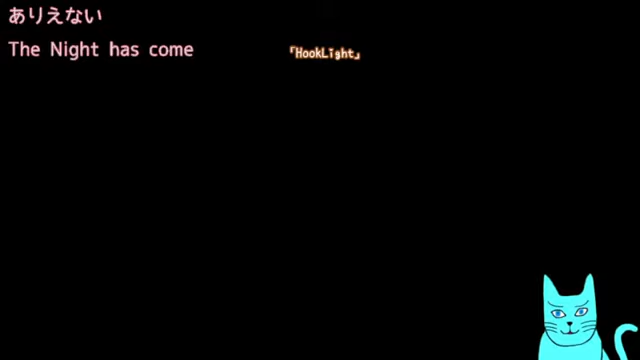 ありえない
The Night has come
「HookLight」